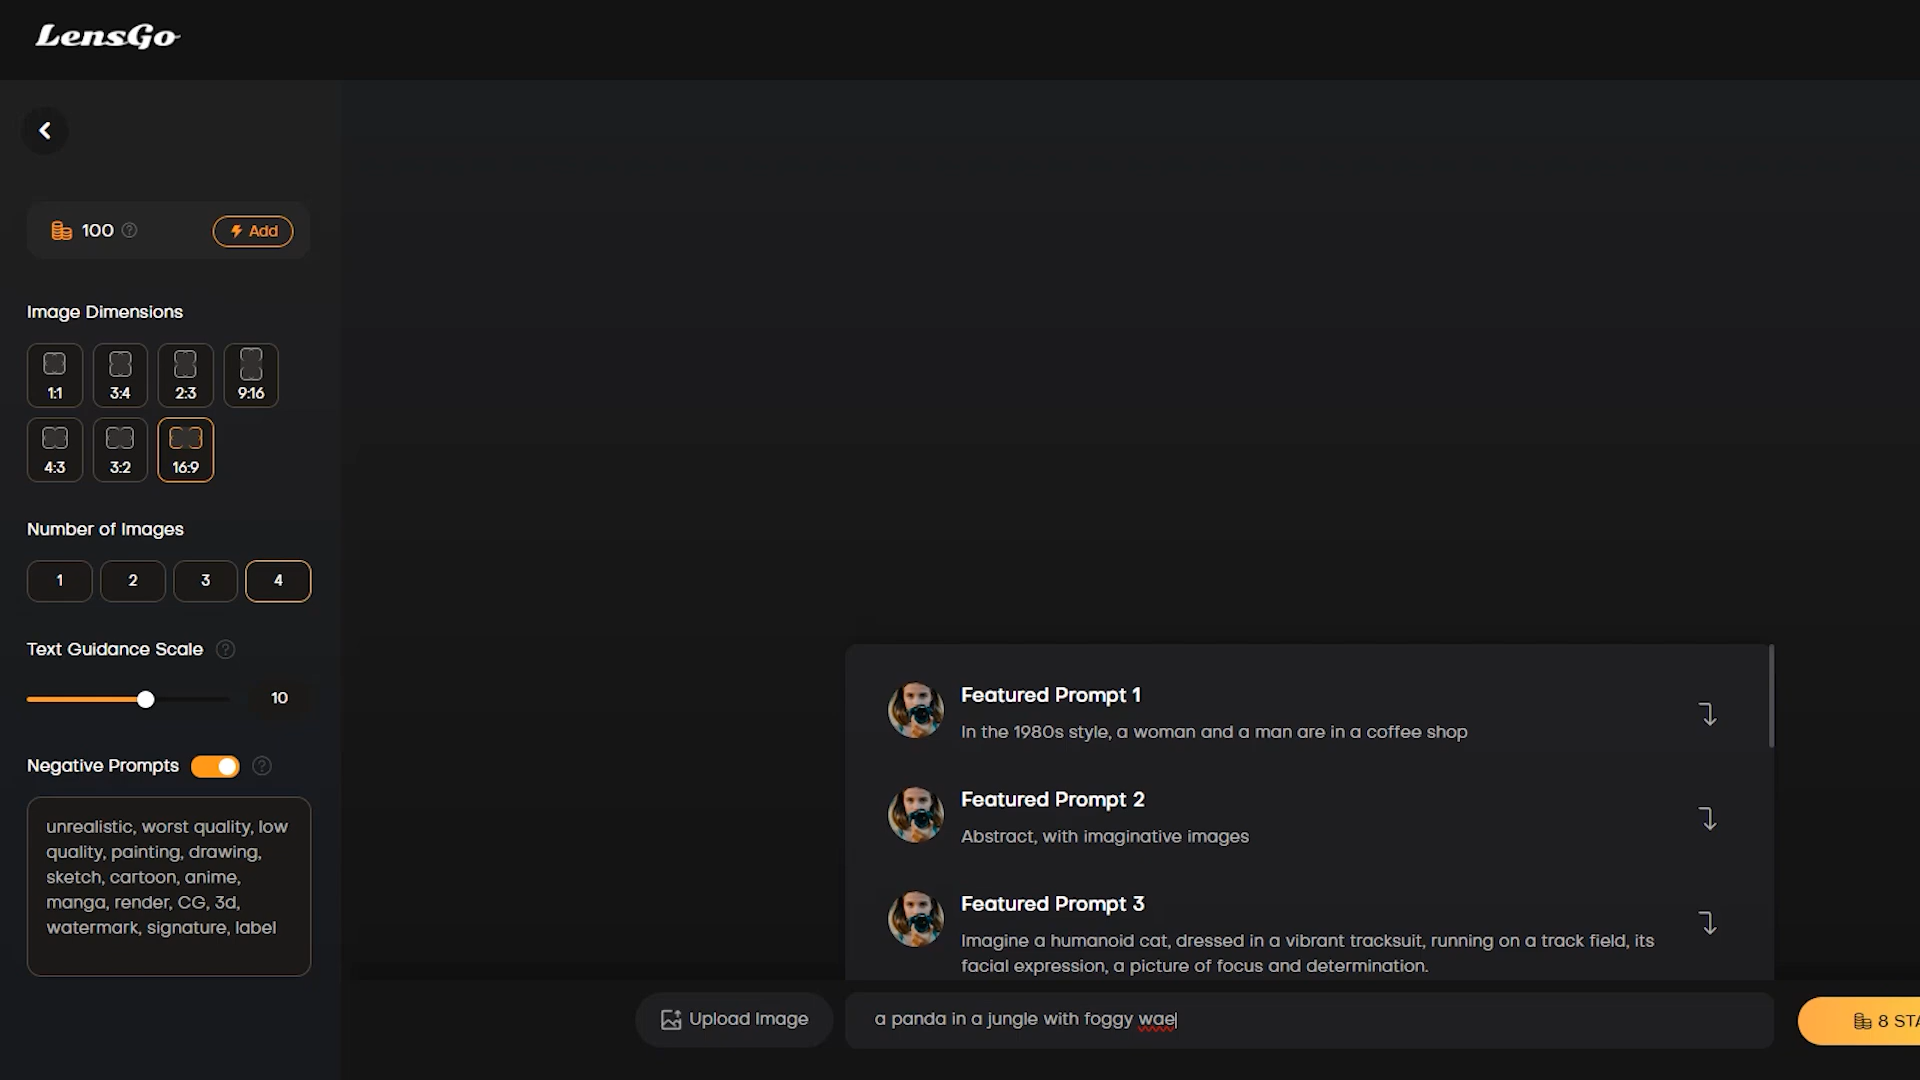 LensGo
100
Add
Image Dimensions
1:1
3:4
2:3
9:16
4:3
3:2
16:9
Number of Images
1
2
3
4
Text Guidance Scale
10
Negative Prompts
unrealistic, worst quality, low
quality, painting, drawing,
sketch, cartoon, anime,
manga, render, CG, 3d,
watermark, signature, label
Featured Prompt 1
In the 1980s style, a woman and a man are in a coffee shop
Featured Prompt 2
Abstract, with imaginative images
Featured Prompt 3
Imagine a humanoid cat, dressed in a vibrant tracksuit, running on a track field, its
facial expression, a picture of focus and determination.
Upload Image
a panda in a jungle with foggy wae
8 STA